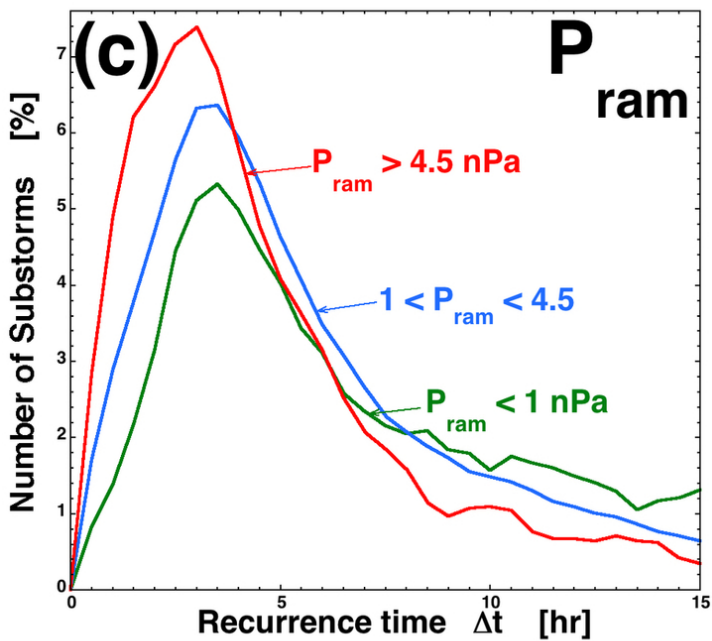 (c)
P
ram
P ram > 4.5 nPa
1 < P ram < 4.5
P ram < 1 nPa
Number of Substorms [%]
7
6
5
4
3
2
1
0
0 5 10 15
Recurrence time Δt [hr]